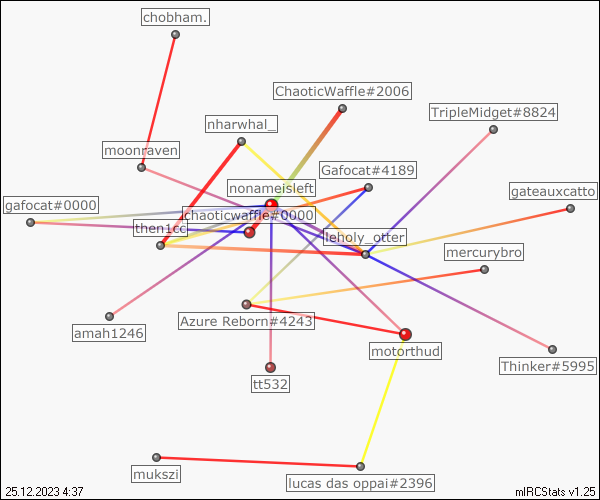 chobham.
ChaoticWaffle#2006
TripleMidget#8824
nharwhal_
moonraven
Gafocat#4189
nonameisleft
gateauxcatto
gafocat#0000
chaoticwaffle#0000
then1cc
leholy_otter
mercurybro
Azure Reborn#4243
amah1246
motorthud
Thinker#5995
tt532
mukszi
lucas das oppai#2396
25.12.2023 4:37
mIRCStats v1.25